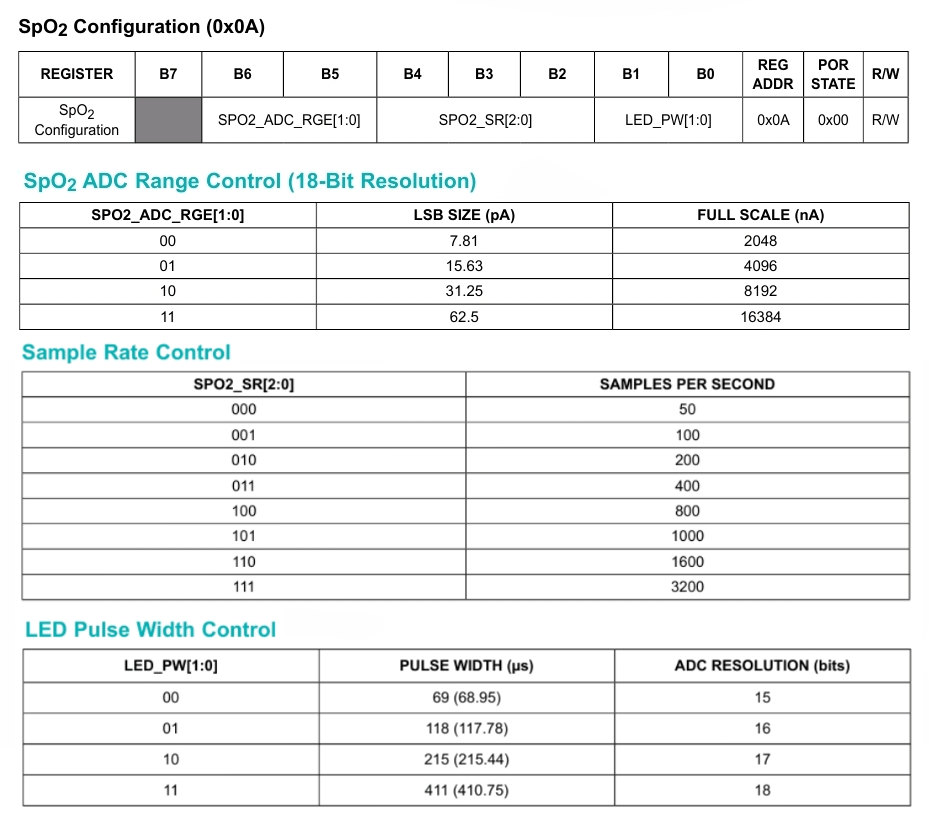 SpO2 Configuration (0x0A)
REGISTER B7 B6 B5 B4 B3 B2 B1 B0 REG ADDR POR STATE R/W
SpO2 Configuration SPO2_ADC_RGE[1:0] SPO2_SR[2:0] LED_PW[1:0] 0x0A 0x00 R/W
SpO2 ADC Range Control (18-Bit Resolution)
SPO2_ADC_RGE[1:0] LSB SIZE (pA) FULL SCALE (nA)
00 7.81 2048
01 15.63 4096
10 31.25 8192
11 62.5 16384
Sample Rate Control
SPO2_SR[2:0] SAMPLES PER SECOND
000 50
001 100
010 200
011 400
100 800
101 1000
110 1600
111 3200
LED Pulse Width Control
LED_PW[1:0] PULSE WIDTH (μs) ADC RESOLUTION (bits)
00 69 (68.95) 15
01 118 (117.78) 16
10 215 (215.44) 17
11 411 (410.75) 18